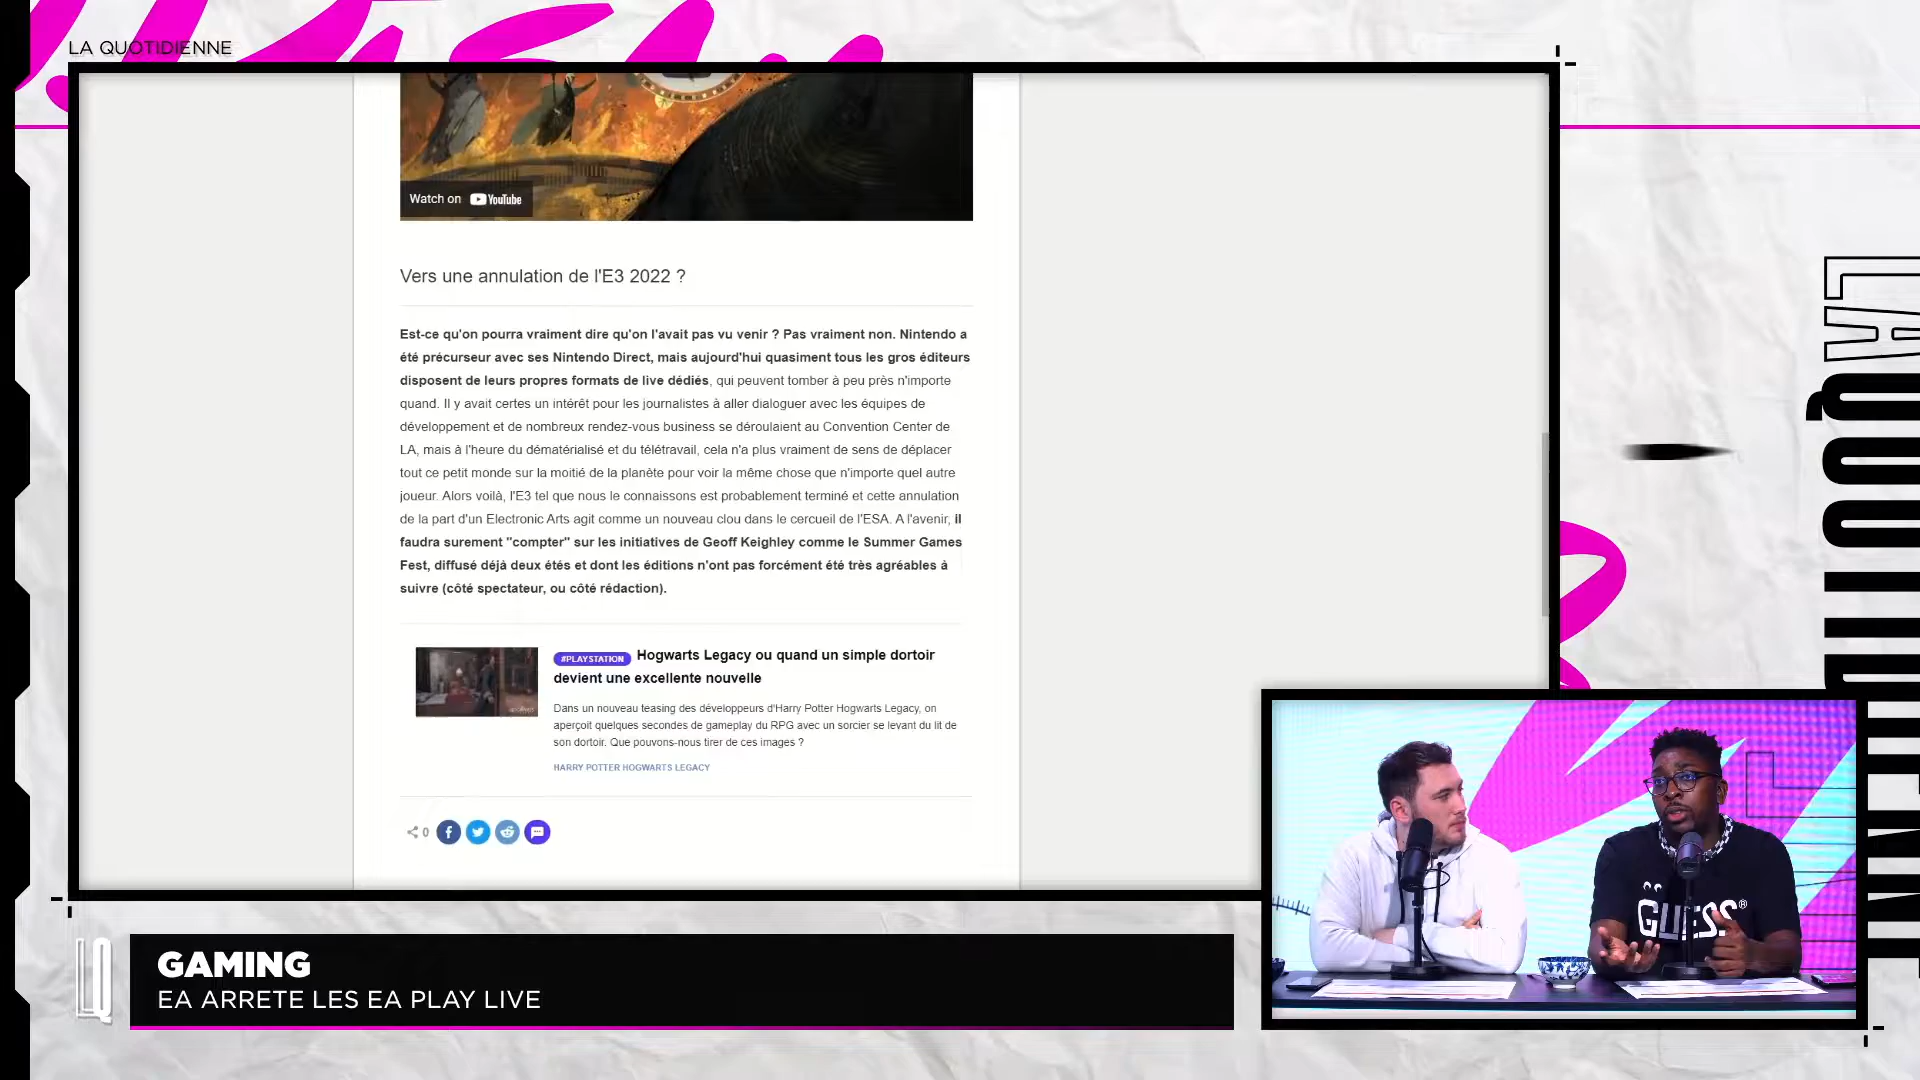 LA QUOTIDIENNE
Watch on YouTube
Vers une annulation de l'E3 2022 ?
Est-ce qu'on pourra vraiment dire qu'on l'avait pas vu venir ? Pas vraiment non. Nintendo a
été précurseur avec ses Nintendo Direct, mais aujourd'hui quasiment tous les gros éditeurs
disposent de leurs propres formats de live dédiés, qui peuvent tomber à peu près n'importe
quand. Il y avait certes un intérêt pour les journalistes à aller dialoguer avec les équipes de
développement et de nombreux rendez-vous business se déroulaient au Convention Center de
LA, mais à l'heure du dématérialisé et du télétravail, cela n'a plus vraiment de sens de déplacer
tout ce petit monde sur la moitié de la planète pour voir la même chose que n'importe quel autre
joueur. Alors voilà, l'E3 tel que nous le connaissons est probablement terminé et cette annulation
de la part d'un Electronic Arts agit comme un nouveau clou dans le cercueil de l'ESA. A l'avenir, il
faudra surement "compter" sur les initiatives de Geoff Keighley comme le Summer Games
Fest, diffusé déjà deux étés et dont les éditions n'ont pas forcément été très agréables à
suivre (côté spectateur, ou côté rédaction).
#PLAYSTATION Hogwarts Legacy ou quand un simple dortoir
devient une excellente nouvelle
Dans un nouveau teasing des développeurs d'Harry Potter Hogwarts Legacy, on
aperçoit quelques secondes de gameplay du RPG avec un sorcier se levant du lit de
son dortoir. Que pouvons-nous tirer de ces images ?
HARRY POTTER HOGWARTS LEGACY
0
LA QUOTIDIENNE
GUESS®
LQ
GAMING
EA ARRETE LES EA PLAY LIVE